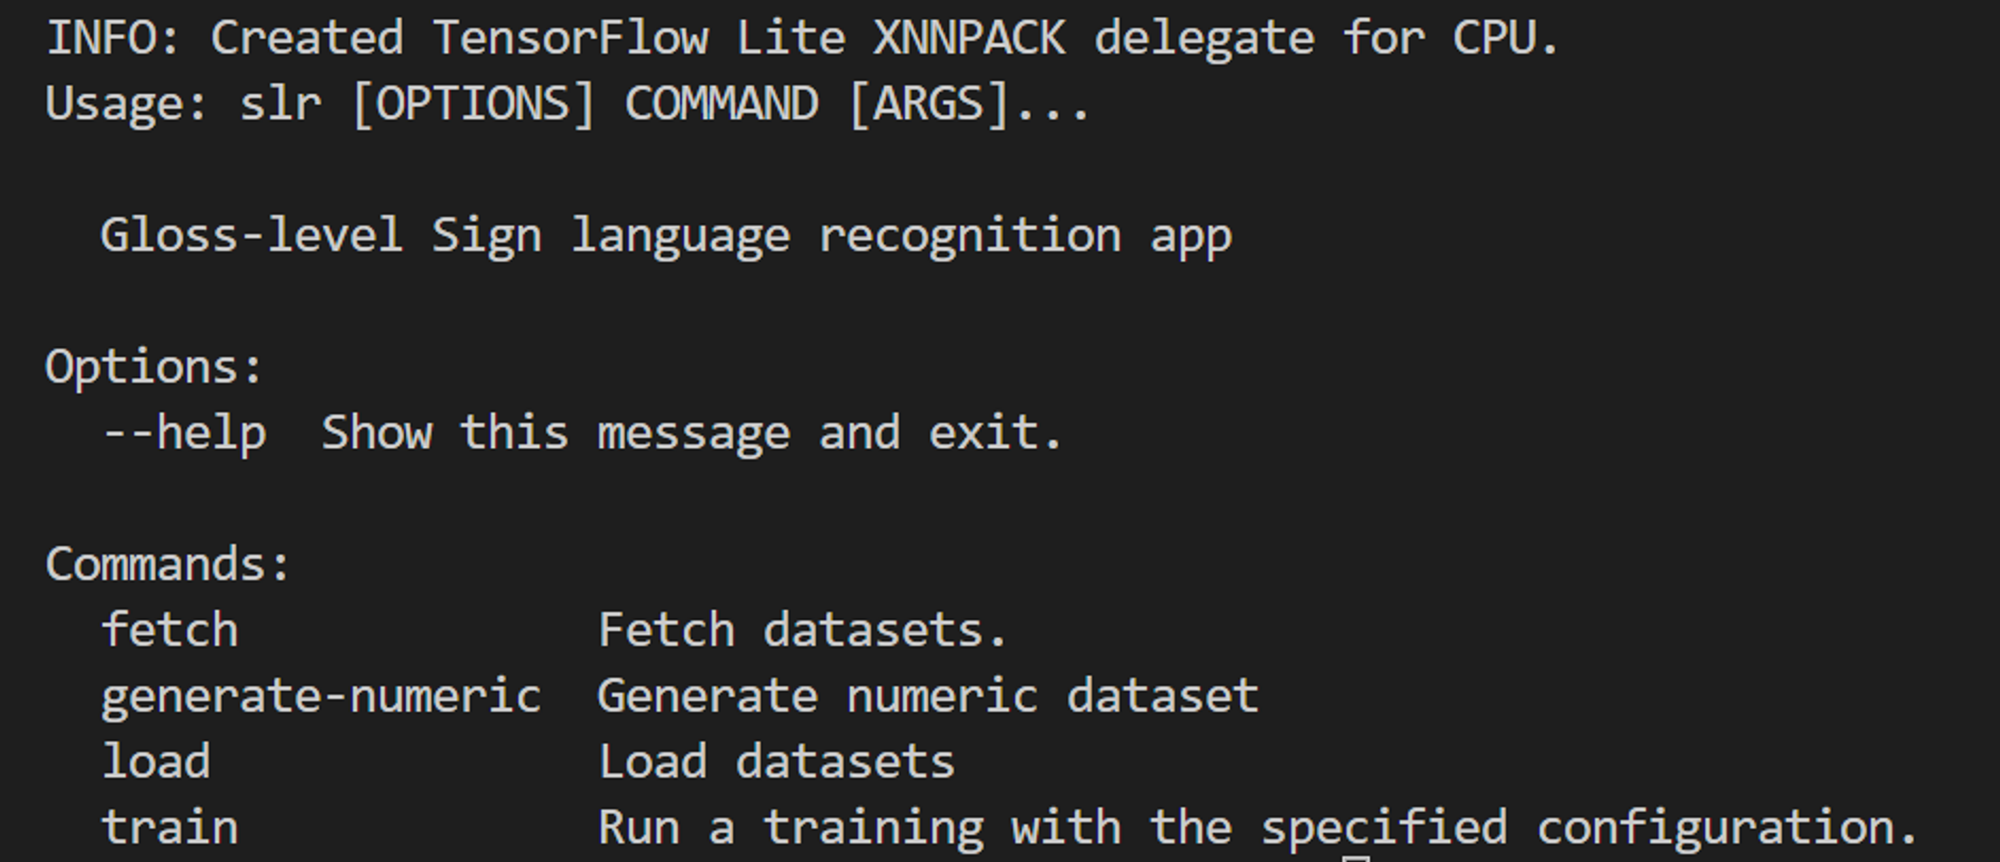 INFO: Created TensorFlow Lite XNNPACK delegate for CPU.
Usage: slr [OPTIONS] COMMAND [ARGS]...
Gloss-level Sign language recognition app
Options:
--help  Show this message and exit.
Commands:
fetch            Fetch datasets.
generate-numeric  Generate numeric dataset
load             Load datasets
train            Run a training with the specified configuration.